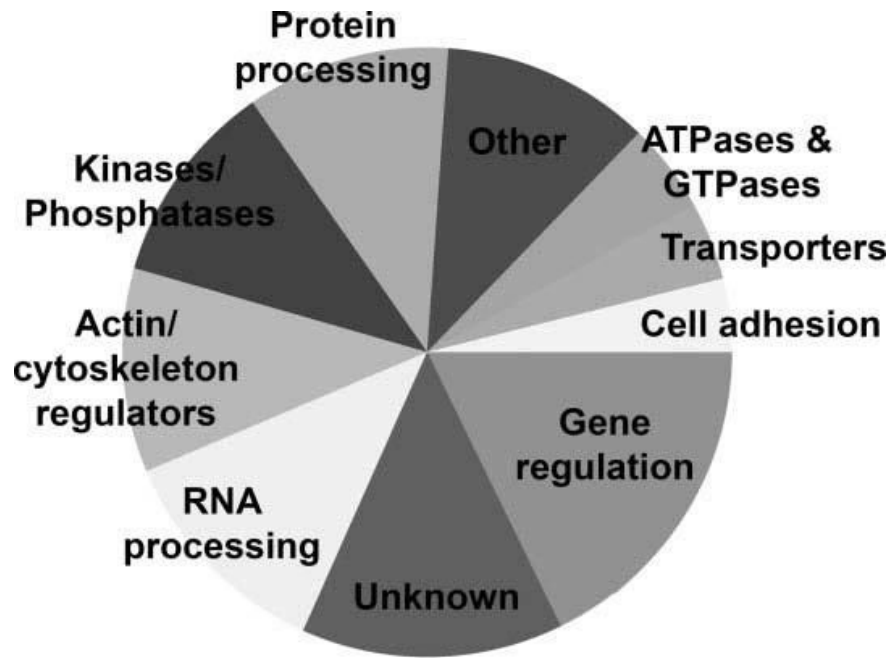 Protein
processing
Other
ATPases &
GTPases
Transporters
Cell adhesion
Gene
regulation
Unknown
RNA
processing
Actin/
cytoskeleton
regulators
Kinases/
Phosphatases